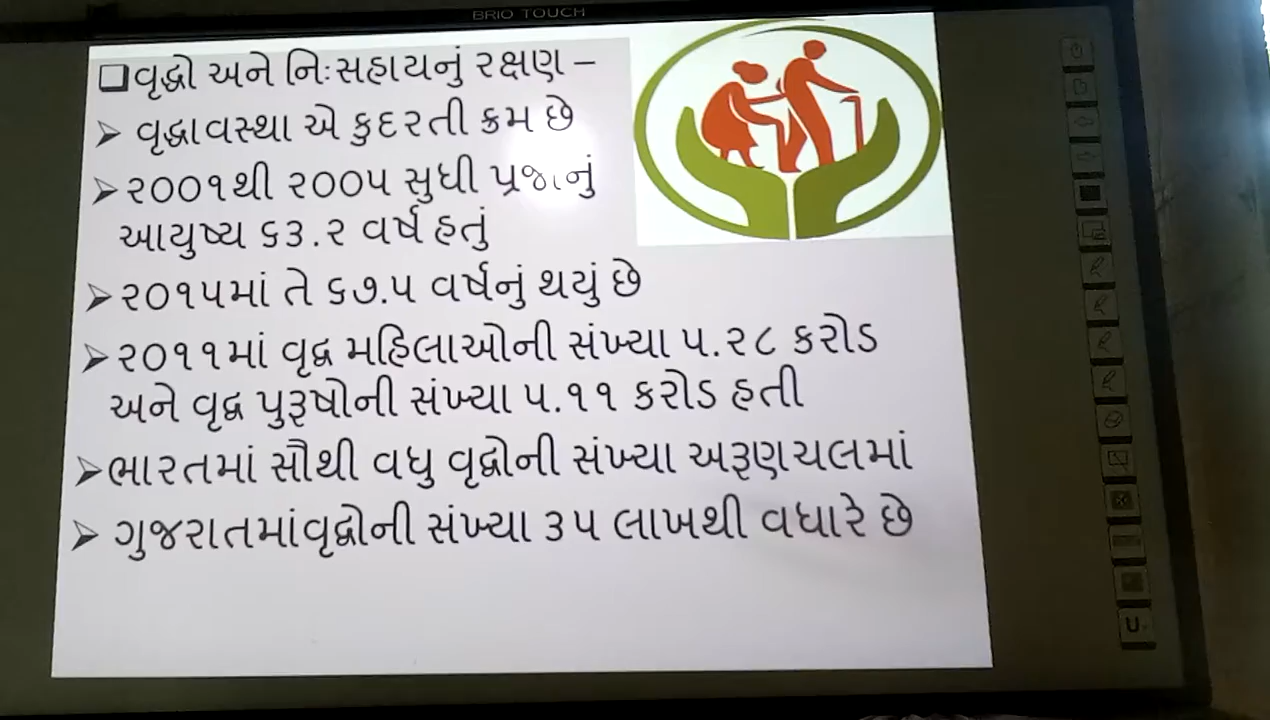 BRIO TOUCH
❑વૃદ્ધો અને નિઃસહાયનું રક્ષણ –
➢ વૃદ્ધાવસ્થા એ કુદરતી ક્રમ છે
➢૨૦૦૧થી ૨૦૦૫ સુધી પ્રજાનું
આયુષ્ય ૬૩.૨ વર્ષ હતું
➢૨૦૧૫માં તે ૬૭.૫ વર્ષનું થયું છે
➢૨૦૧૧માં વૃદ્ધ મહિલાઓની સંખ્યા ૫.૨૮ કરોડ
અને વૃદ્ધ પુરૂષોની સંખ્યા ૫.૧૧ કરોડ હતી
➢ભારતમાં સૌથી વધુ વૃદ્ધોની સંખ્યા અરૂણચલમાં
➢ ગુજરાતમાંવૃદ્ધોની સંખ્યા ૩૫ લાખથી વધારે છે